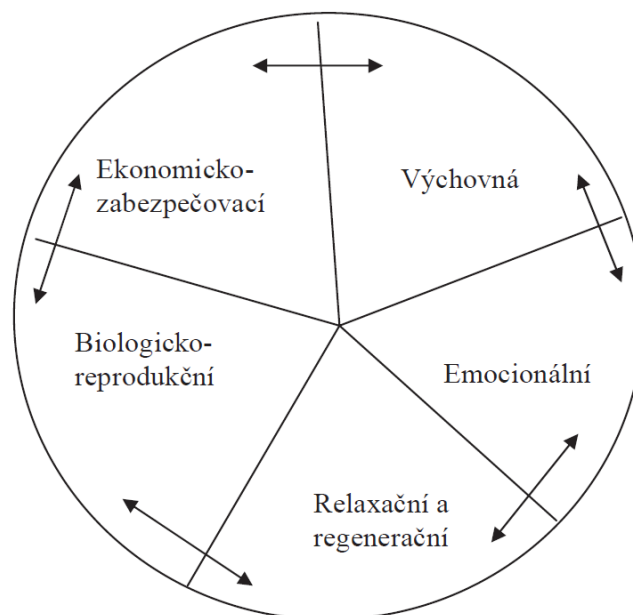 Ekonomicko-
zabezpečovací
Výchovná
Biologicko-
reprodukční
Emocionální
Relaxační a
regenerační